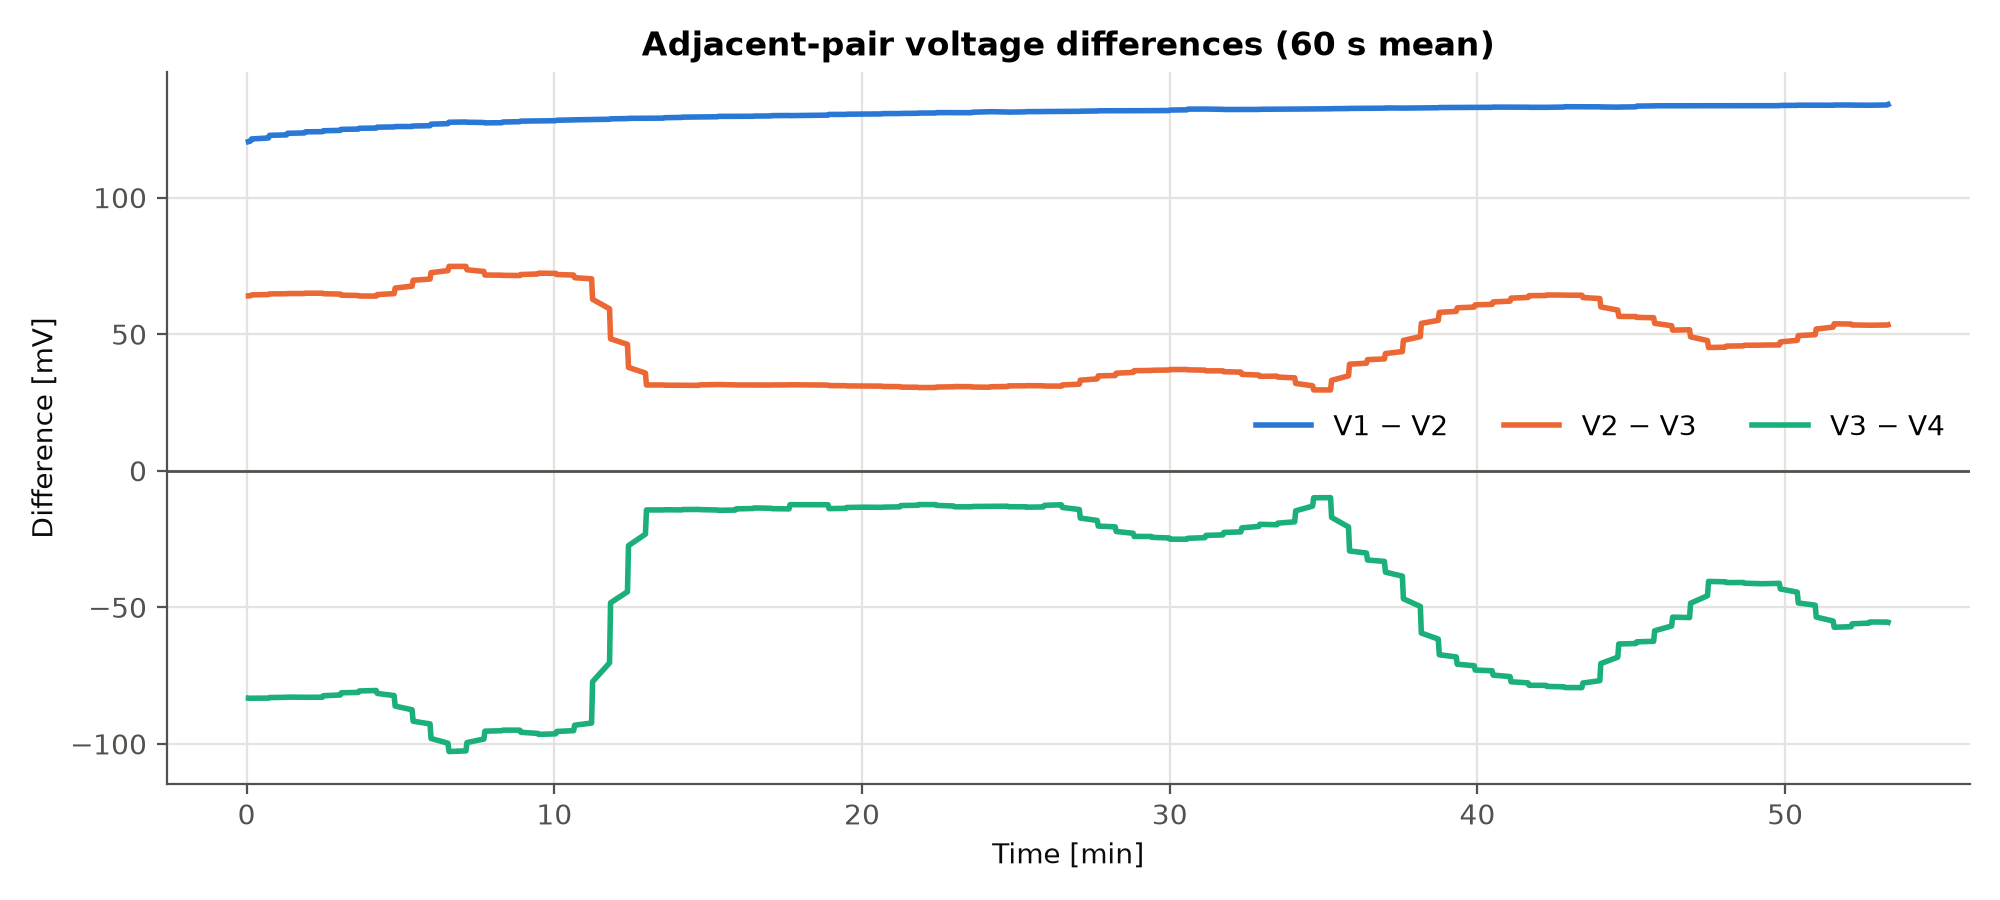 Adjacent-pair voltage differences (60 s mean)
Difference [mV]
100
50
0
−50
−100
V1 − V2 V2 − V3 V3 − V4
0 10 20 30 40 50
Time [min]